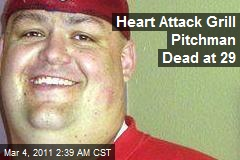 Heart Attack Grill
Pitchman
Dead at 29
Mar 4, 2011 2:39 AM CST